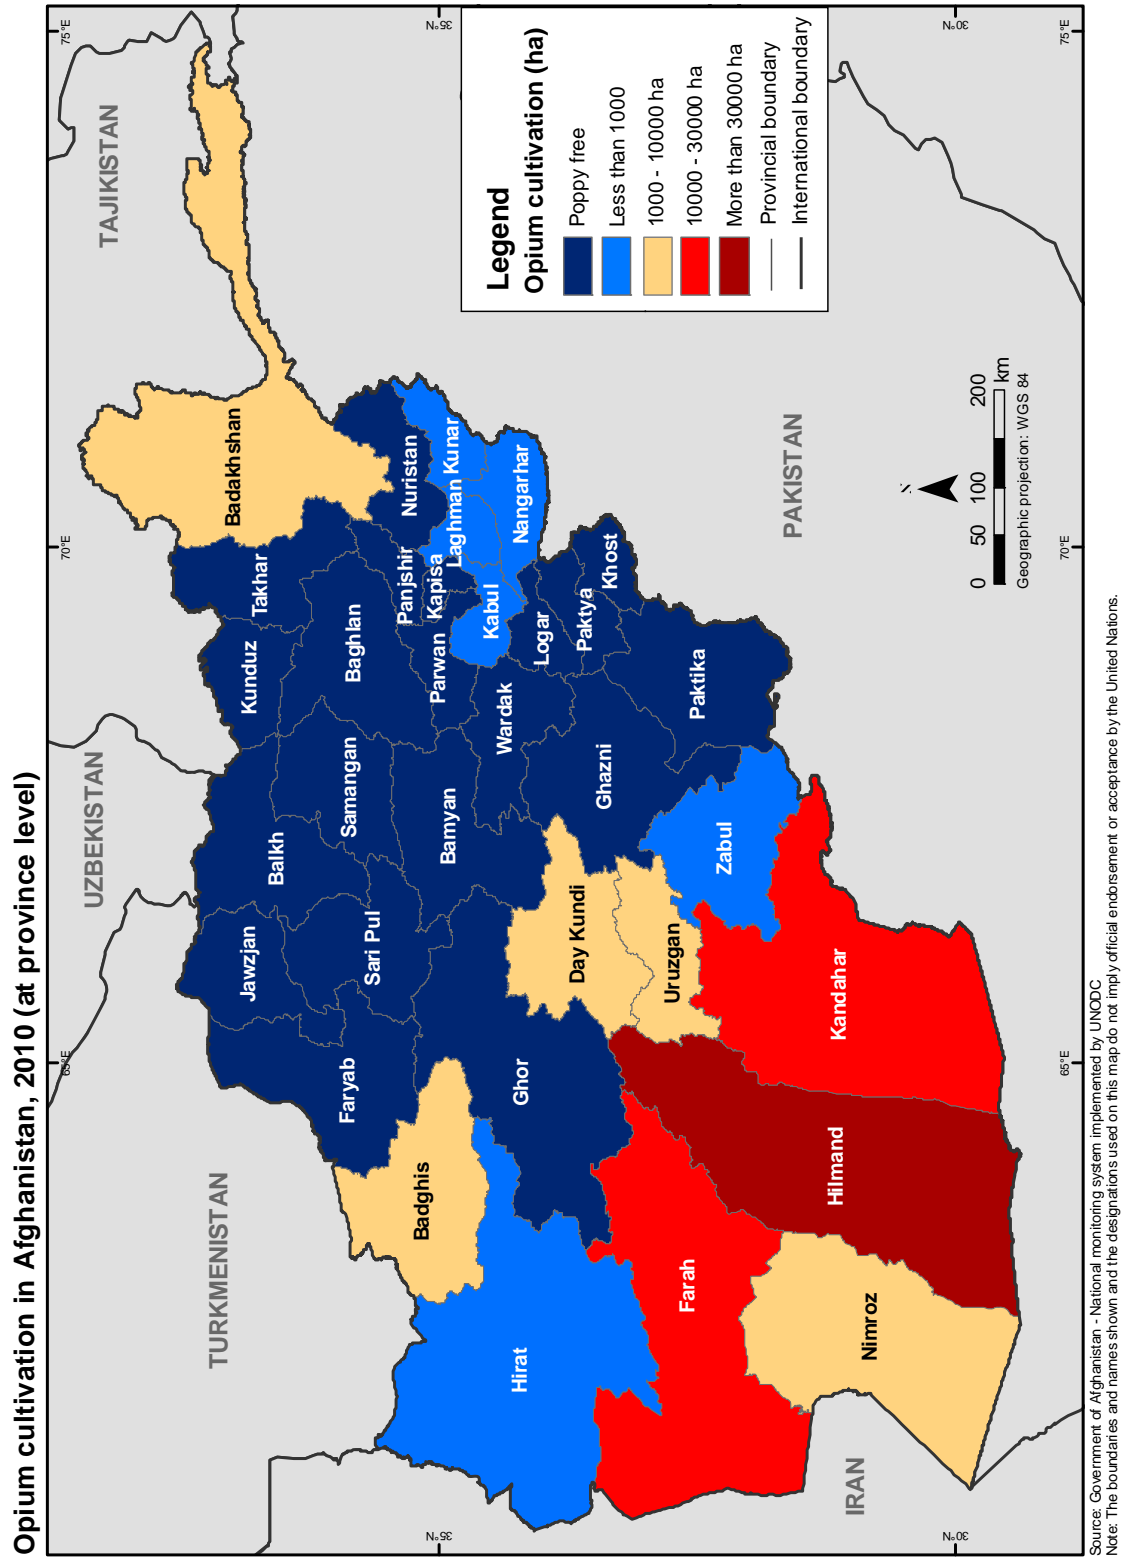 Opium cultivation in Afghanistan, 2010 (at province level)
65°E
70°E
75°E
UZBEKISTAN
TAJIKISTAN
TURKMENISTAN
35°N
35°N
Jawzjan
Kunduz
Takhar
Badakhshan
Balkh
Faryab
Sari Pul
Samangan
Baghlan
Badghis
Bamyan
Parwan
Panjshir
Kapisa
Nuristan
Laghman
Kunar
Hirat
Ghor
Wardak
Kabul
Nangarhar
Day Kundi
Ghazni
Logar
Paktya
Khost
Farah
Uruzgan
Zabul
Paktika
Nimroz
Hilmand
Kandahar
IRAN
PAKISTAN
30°N
30°N
Legend
Opium cultivation (ha)
Poppy free
Less than 1000
1000 - 10000 ha
10000 - 30000 ha
More than 30000 ha
Provincial boundary
International boundary
N
0 50 100 200
km
Geographic projection: WGS 84
65°E
70°E
75°E
Source: Government of Afghanistan - National monitoring system implemented by UNODC
Note: The boundaries and names shown and the designations used on this map do not imply official endorsement or acceptance by the United Nations.